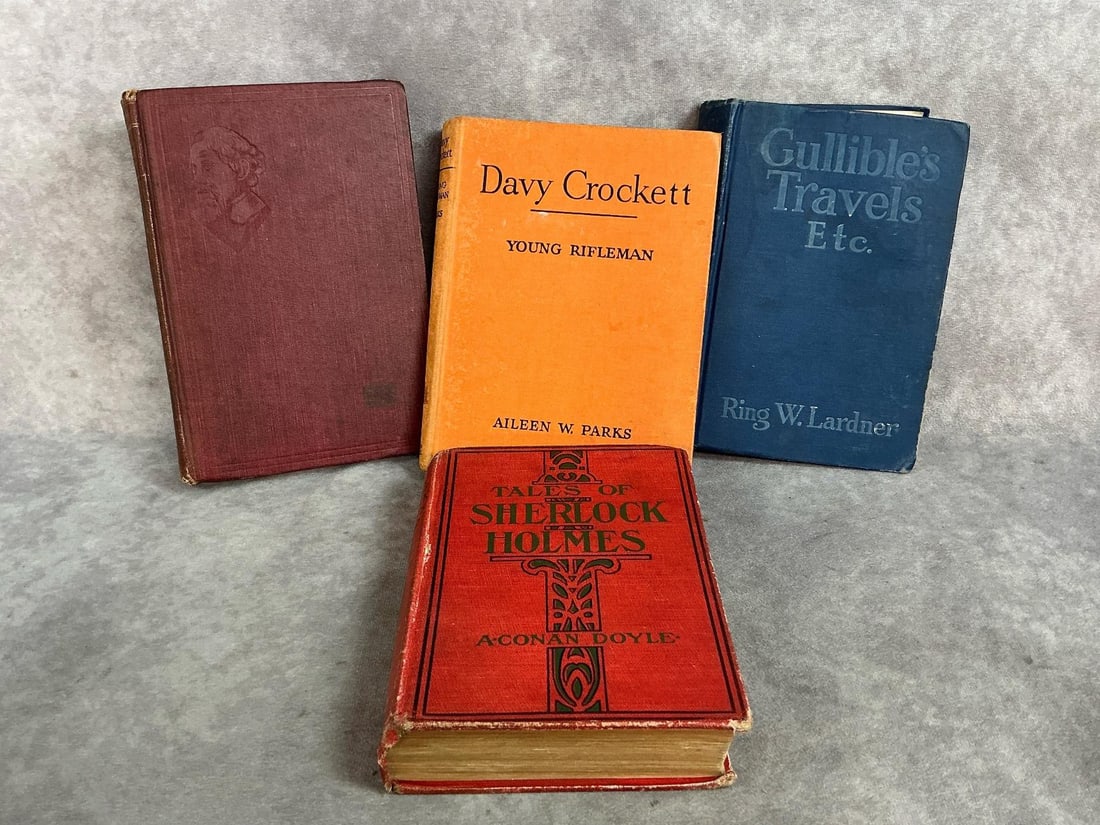 Davy Crockett
YOUNG RIFLEMAN
AILEEN W. PARKS
Gullible's
Travels
Etc.
Ring W. Lardner
TALES OF
SHERLOCK
HOLMES
A·CONAN DOYLE·